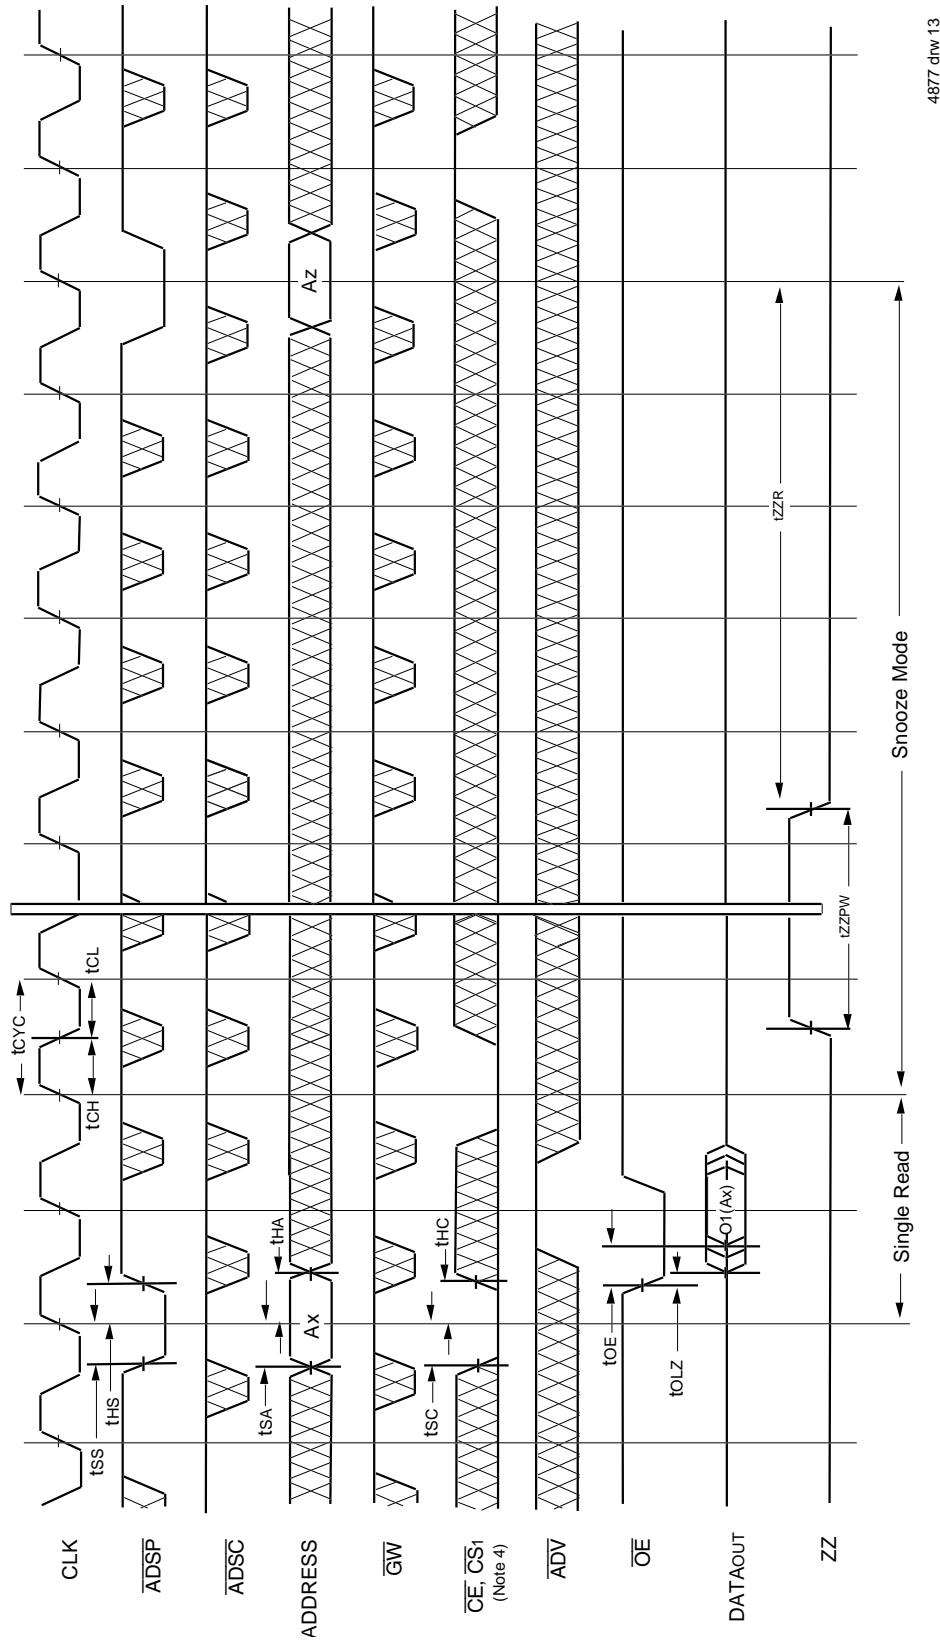 CLK
tCYC
tCH
tCL
ADSP
tSS
tHS
ADSC
ADDRESS
tSA
tHA
Ax
Az
GW
CE, CS1
(Note 4)
tSC
tHC
ADV
OE
tOE
tOLZ
DATAOUT
O1(Ax)
ZZ
tZZPW
tZZR
Single Read
Snooze Mode
4877 drw 13